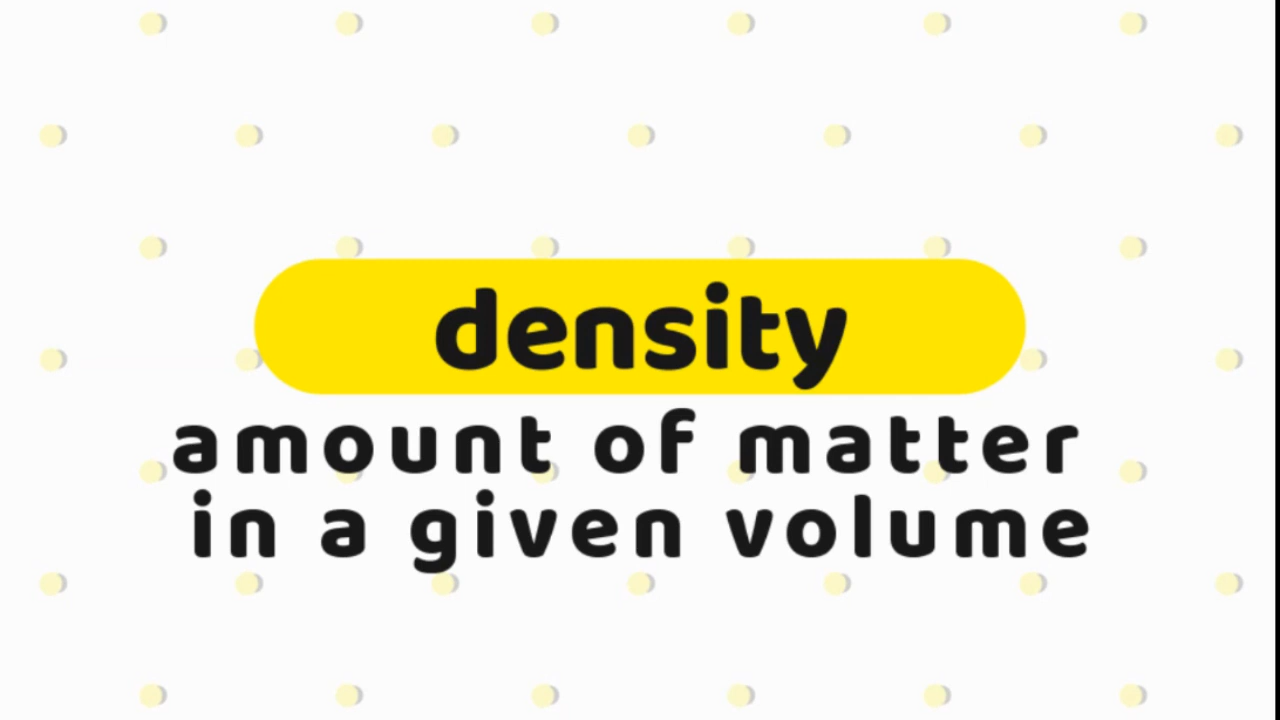 density
amount of matter
in a given volume